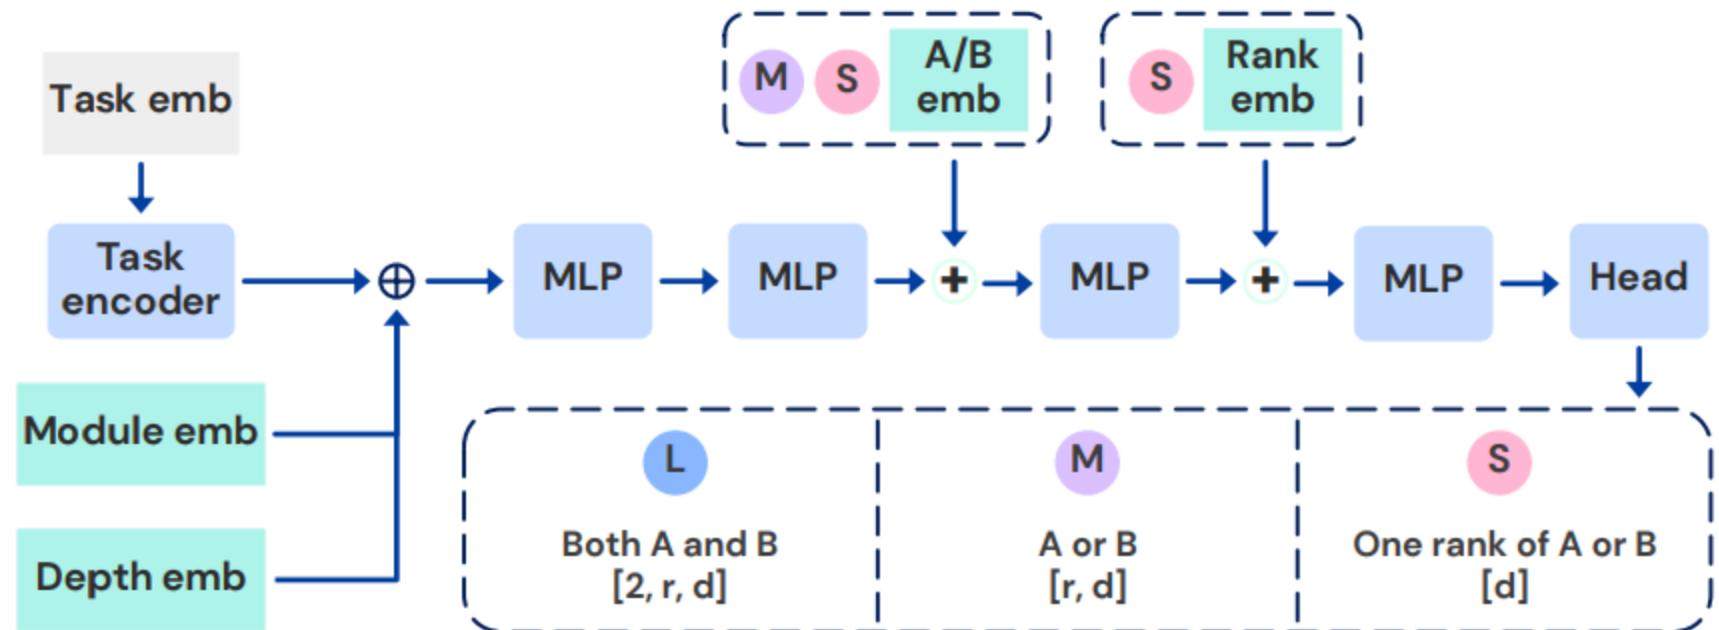 Task emb
M S A/B
emb
S Rank
emb
Task
encoder
MLP
MLP
+
MLP
+
MLP
Head
Module emb
Depth emb
L
Both A and B
[2, r, d]
M
A or B
[r, d]
S
One rank of A or B
[d]